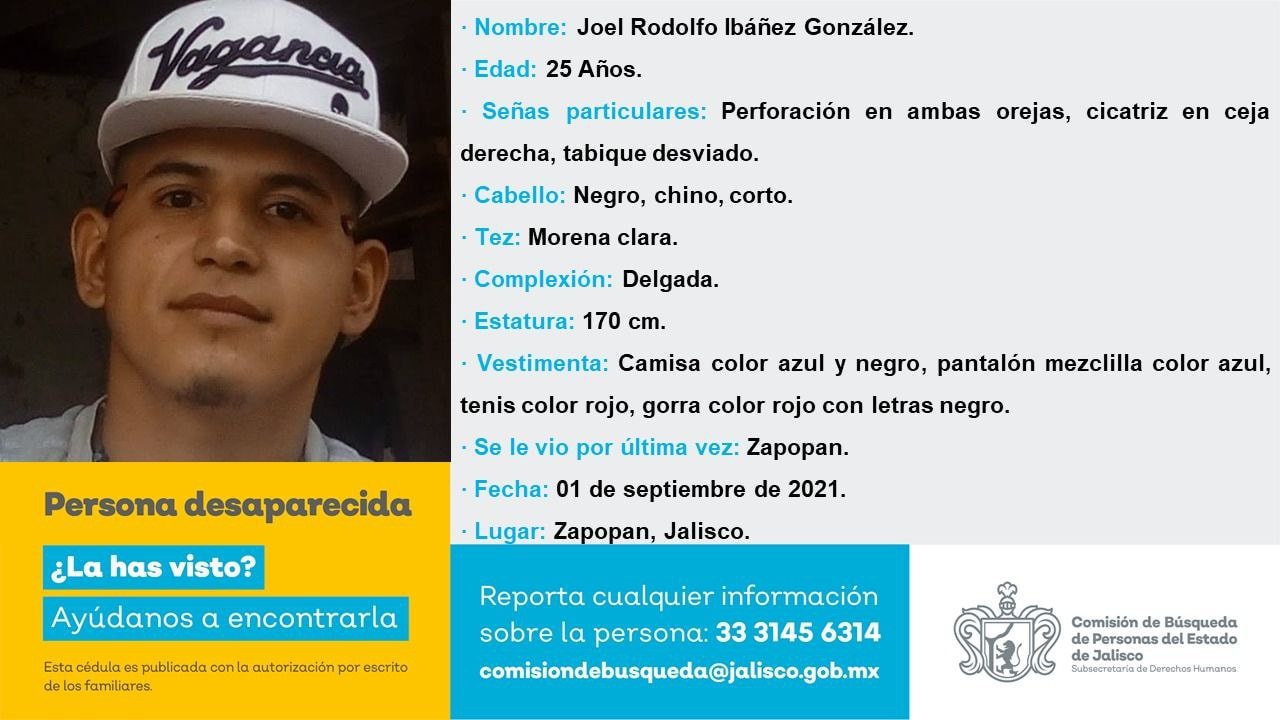 Vagancia
· Nombre: Joel Rodolfo Ibáñez González.
· Edad: 25 Años.
· Señas particulares: Perforación en ambas orejas, cicatriz en ceja
derecha, tabique desviado.
· Cabello: Negro, chino, corto.
· Tez: Morena clara.
· Complexión: Delgada.
· Estatura: 170 cm.
· Vestimenta: Camisa color azul y negro, pantalón mezclilla color azul,
tenis color rojo, gorra color rojo con letras negro.
· Se le vio por última vez: Zapopan.
· Fecha: 01 de septiembre de 2021.
· Lugar: Zapopan, Jalisco.
Persona desaparecida
¿La has visto?
Ayúdanos a encontrarla
Esta cédula es publicada con la autorización por escrito
de los familiares.
Reporta cualquier información
sobre la persona: 33 3145 6314
comisiondebusqueda@jalisco.gob.mx
Comisión de Búsqueda
de Personas del Estado
de Jalisco
Subsecretaría de Derechos Humanos